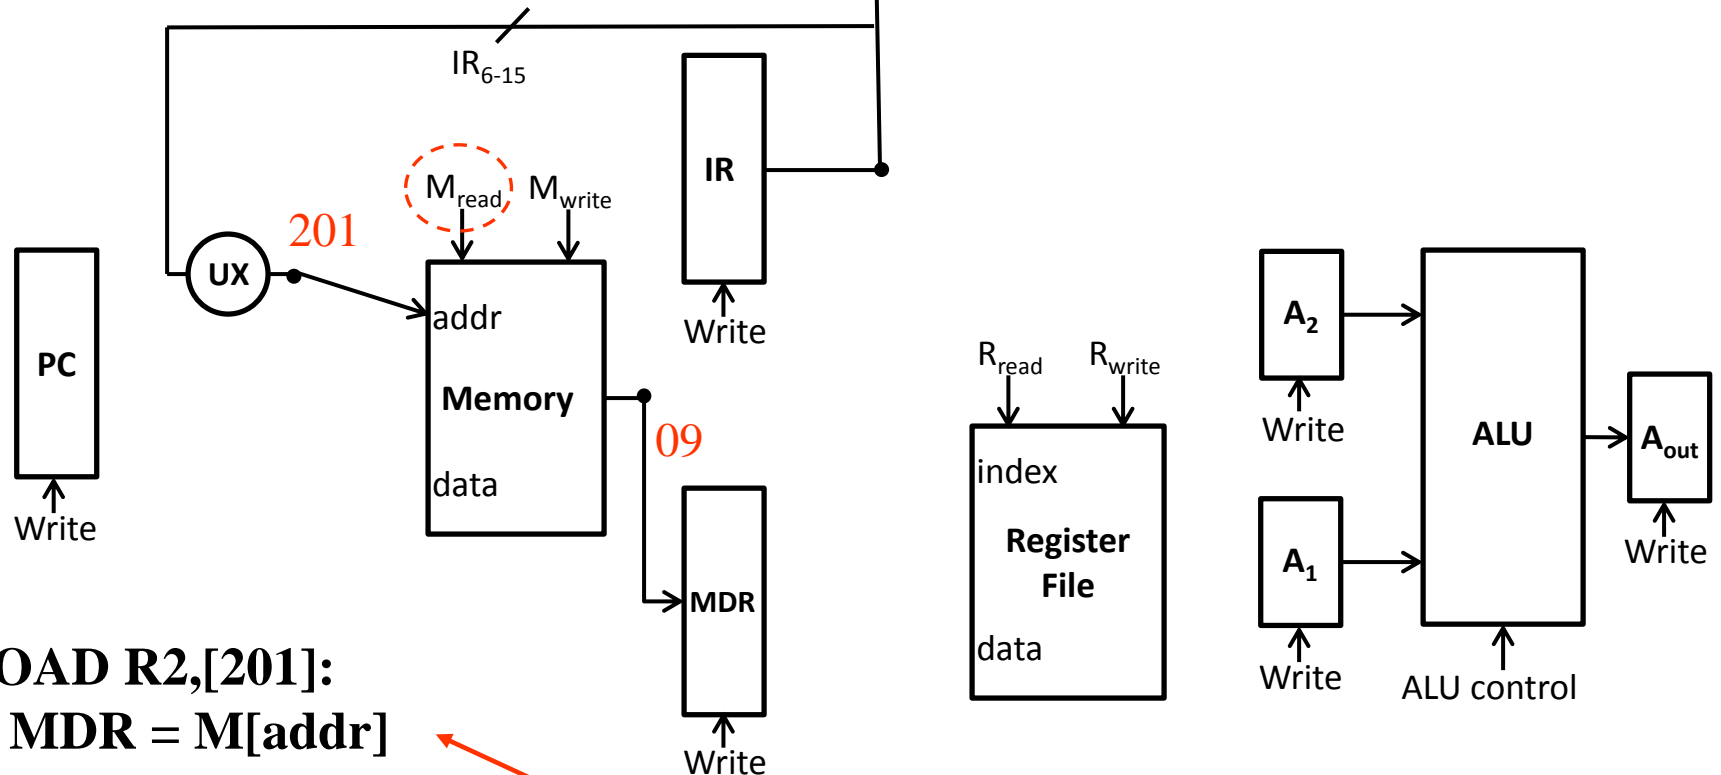 IR6-15
IR
Mread
Mwrite
201
UX
addr
Write
PC
Memory
09
data
Write
MDR
Write
Rread
Rwrite
index
Register
File
data
A2
Write
ALU
Aout
Write
A1
Write
ALU control
OAD R2,[201]:
MDR = M[addr]